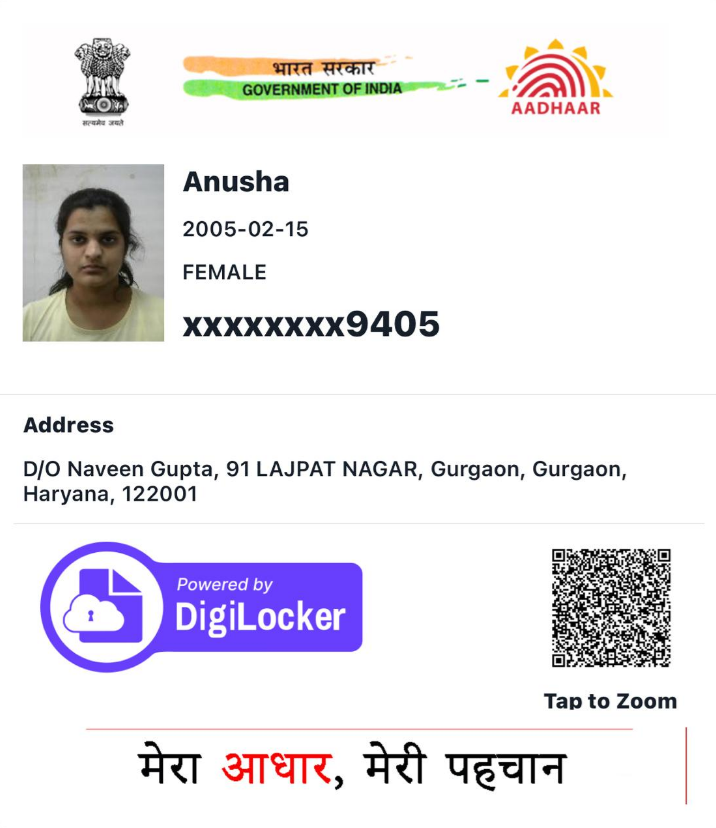 सत्यमेव जयते
भारत सरकार
GOVERNMENT OF INDIA
AADHAAR
Anusha
2005-02-15
FEMALE
xxxxxxxx9405
Address
D/O Naveen Gupta, 91 LAJPAT NAGAR, Gurgaon, Gurgaon,
Haryana, 122001
Powered by
DigiLocker
Tap to Zoom
मेरा आधार, मेरी पहचान